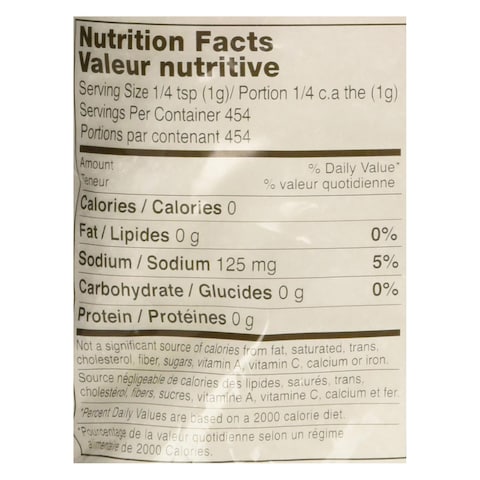 Nutrition Facts
Valeur nutritive
Serving Size 1/4 tsp (1g)/ Portion 1/4 c.a the (1g)
Servings Per Container 454
Portions par contenant 454
Amount % Daily Value*
Teneur % valeur quotidienne
Calories / Calories 0
Fat / Lipides 0 g 0%
Sodium / Sodium 125 mg 5%
Carbohydrate / Glucides 0 g 0%
Protein / Protéines 0 g
Not a significant source of calories from fat, saturated, trans,
cholesterol, fiber, sugars, vitamin A, vitamin C, calcium or iron.
Source négligeable de calories des lipides, saturés, trans,
cholestérol, fibers, sucres, vitamine A, vitamine C, calcium et fer.
*Percent Daily Values are based on a 2000 calorie diet.
*Pourcentage de la valeur quotidienne selon un régime
alimentaire de 2000 Calories.